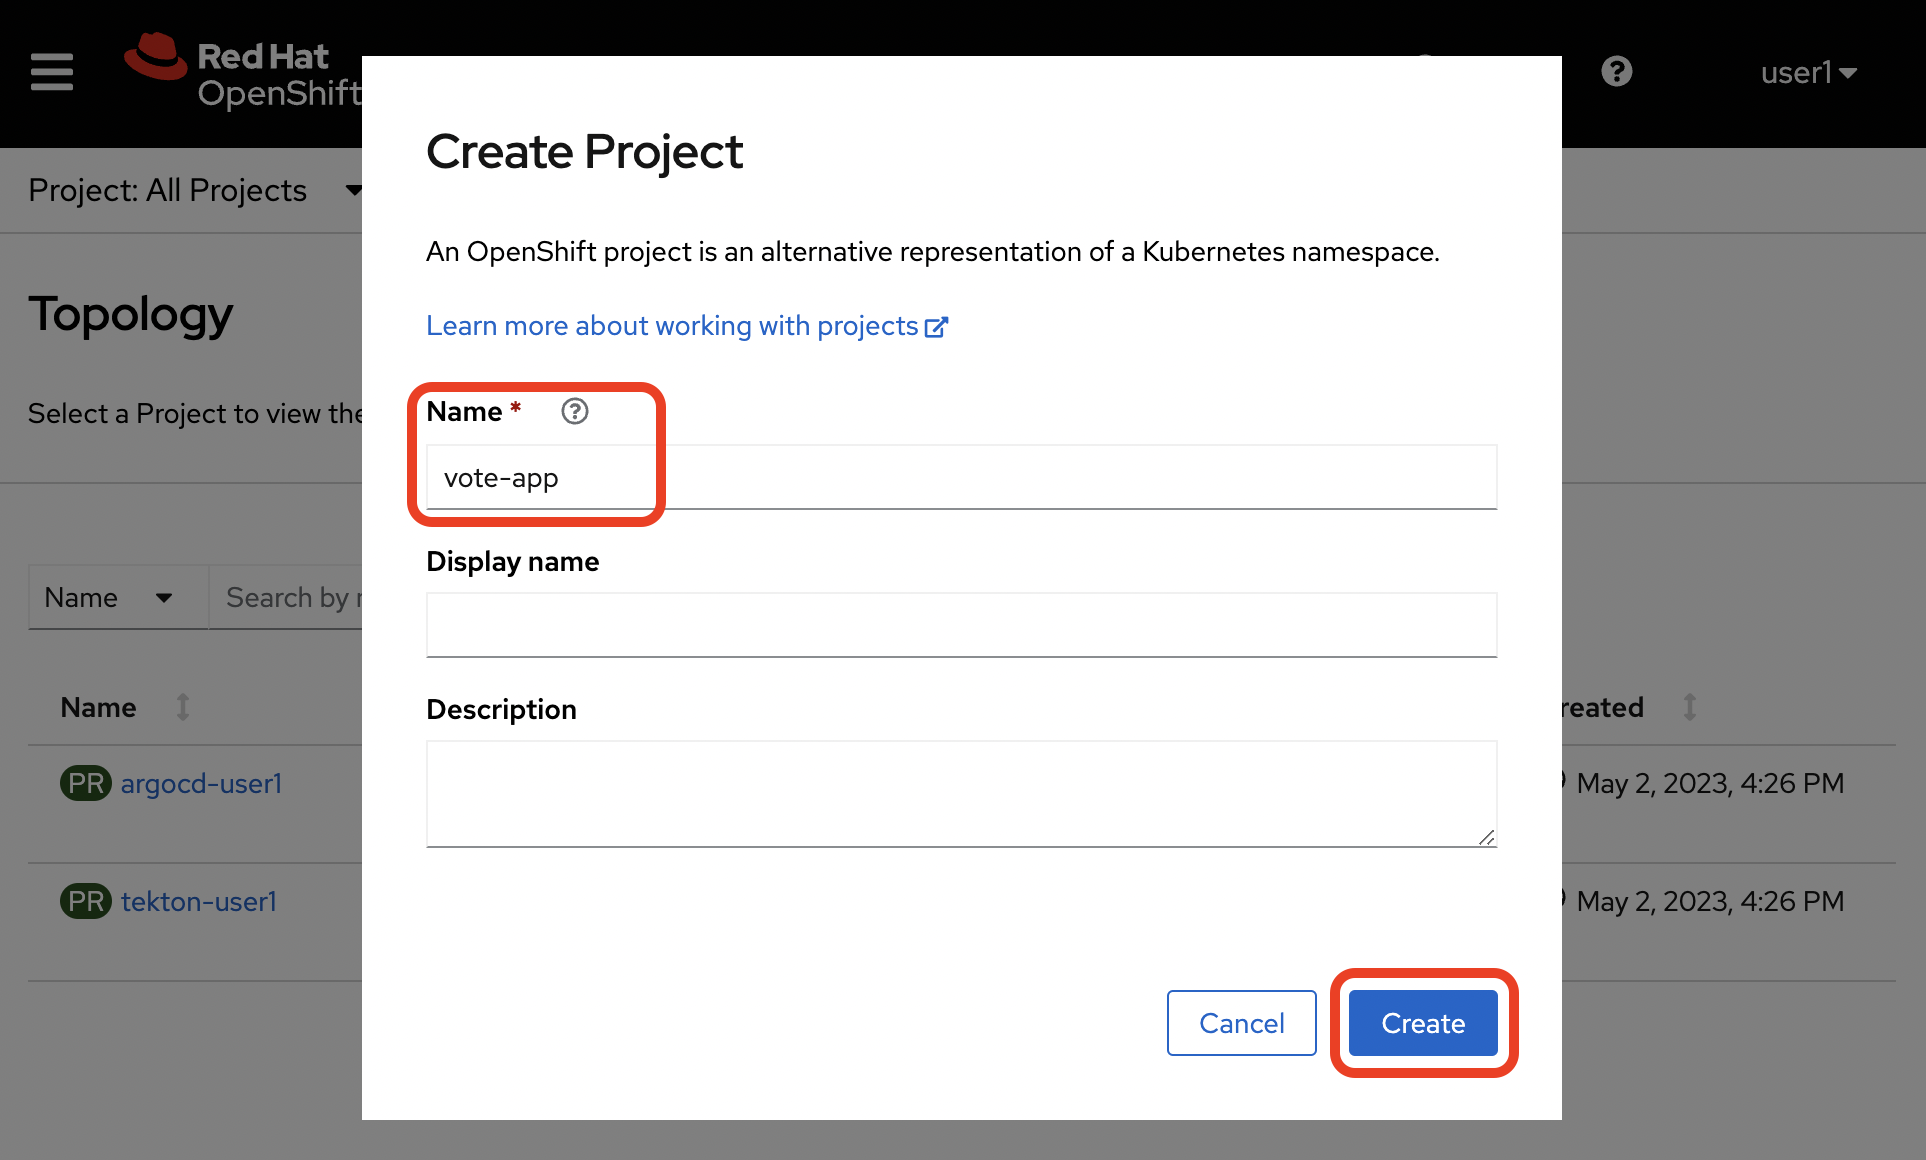 Red Hat
OpenShift
user1
Project: All Projects
Create Project
An OpenShift project is an alternative representation of a Kubernetes namespace.
Topology
Learn more about working with projects
Select a Project to view the
Name *
vote-app
Display name
Name
Search by
Description
Name
reated
PR argocd-user1
May 2, 2023, 4:26 PM
PR tekton-user1
May 2, 2023, 4:26 PM
Cancel
Create